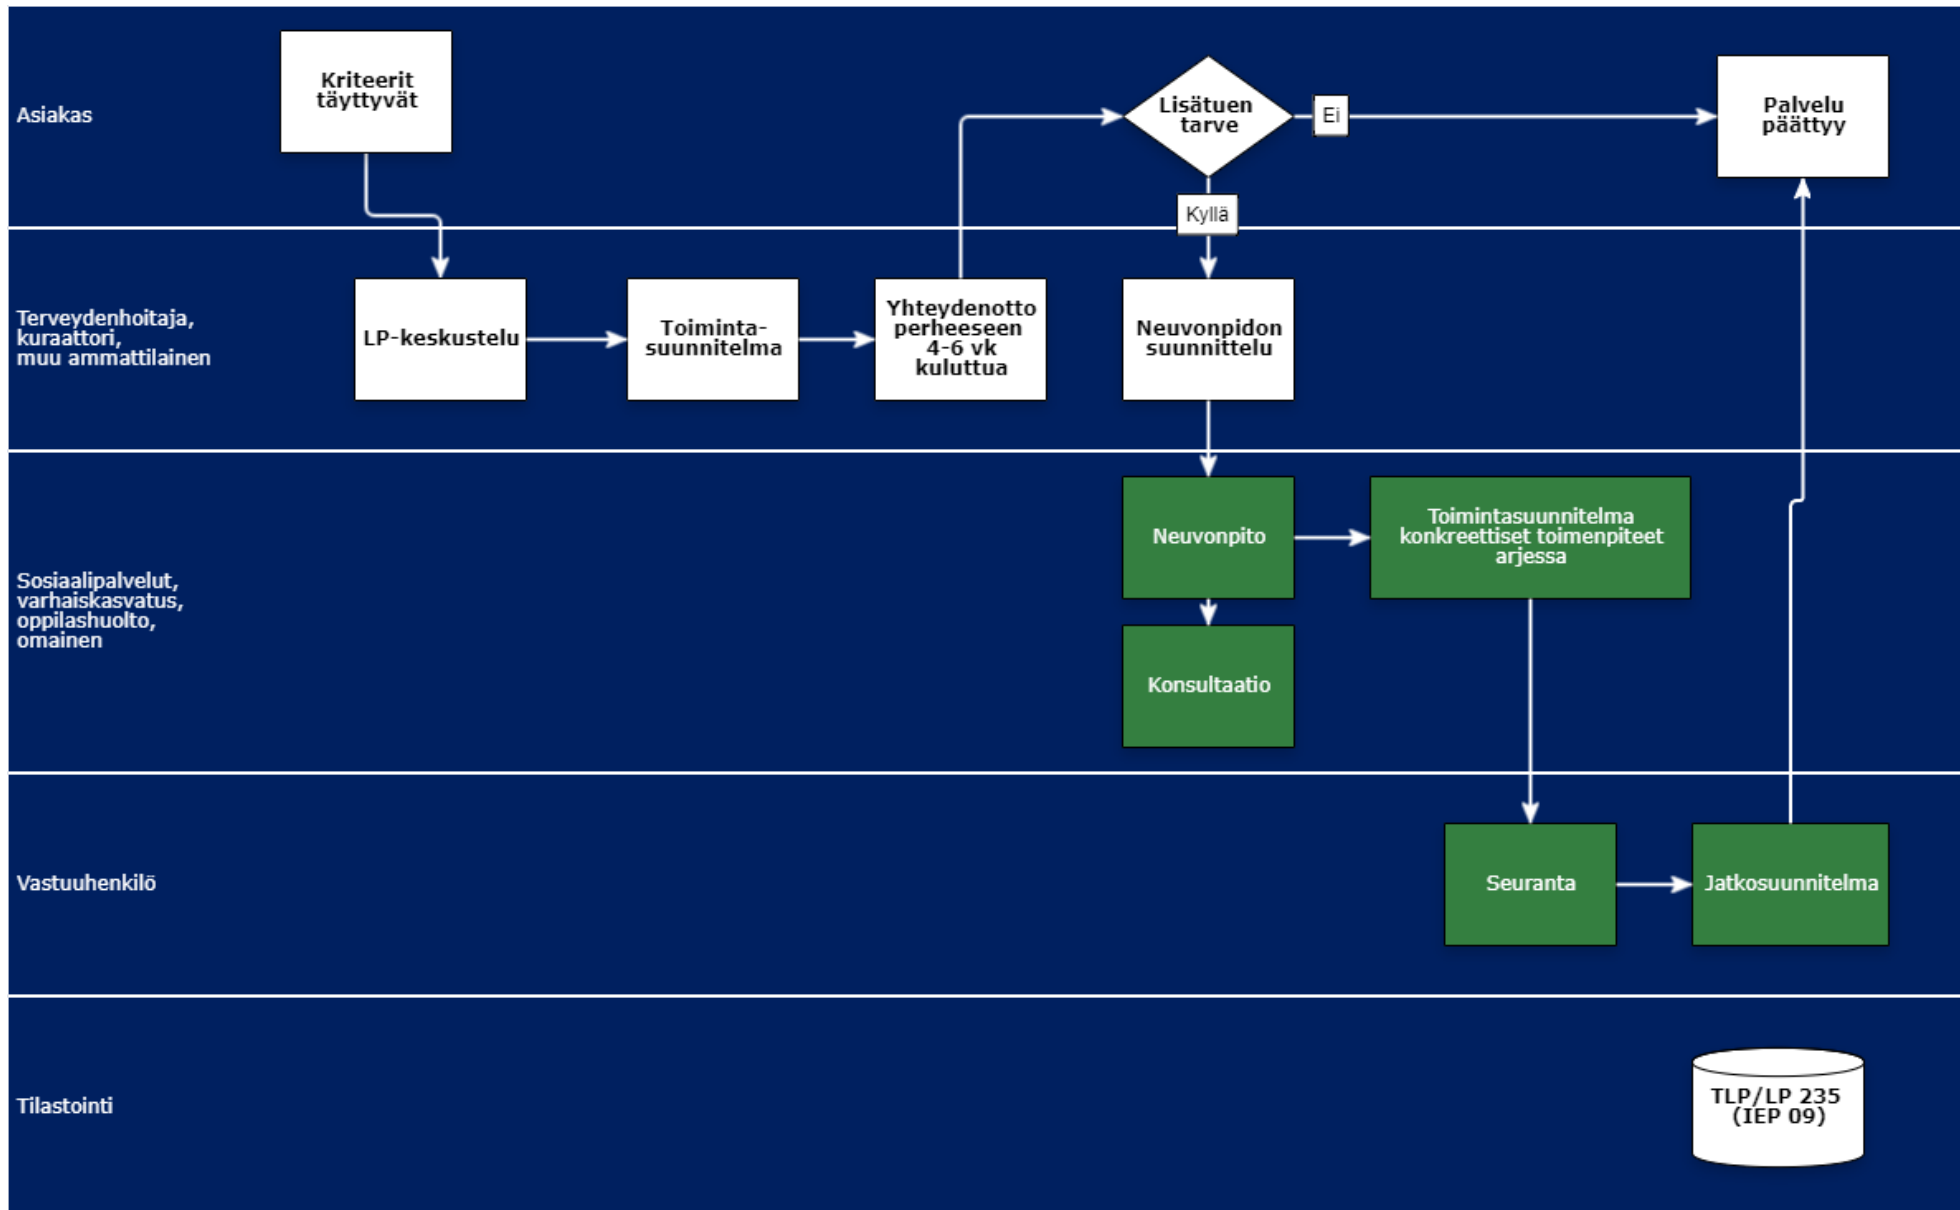 Asiakas
Kriteerit
täyttyvät
Lisätuen
tarve
Ei
Palvelu
päättyy
Kyllä
Terveydenhoitaja,
kuraattori,
muu ammattilainen
LP-keskustelu
Toiminta-
suunnitelma
Yhteydenotto
perheeseen
4-6 vk
kuluttua
Neuvonpidon
suunnittelu
Sosiaalipalvelut,
varhaiskasvatus,
oppilashuolto,
omainen
Neuvonpito
Toimintasuunnitelma
konkreettiset toimenpiteet
arjessa
Konsultaatio
Vastuuhenkilö
Seuranta
Jatkosuunnitelma
Tilastointi
TLP/LP 235
(IEP 09)